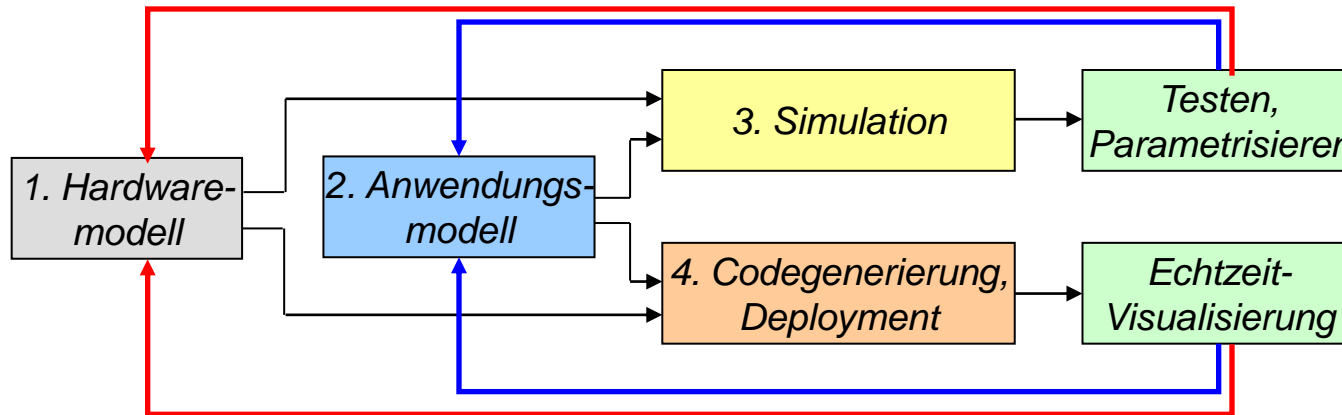 1. Hardware-
modell
2. Anwendungs-
modell
3. Simulation
4. Codegenerierung,
Deployment
Testen,
Parametrisieren
Echtzeit-
Visualisierung